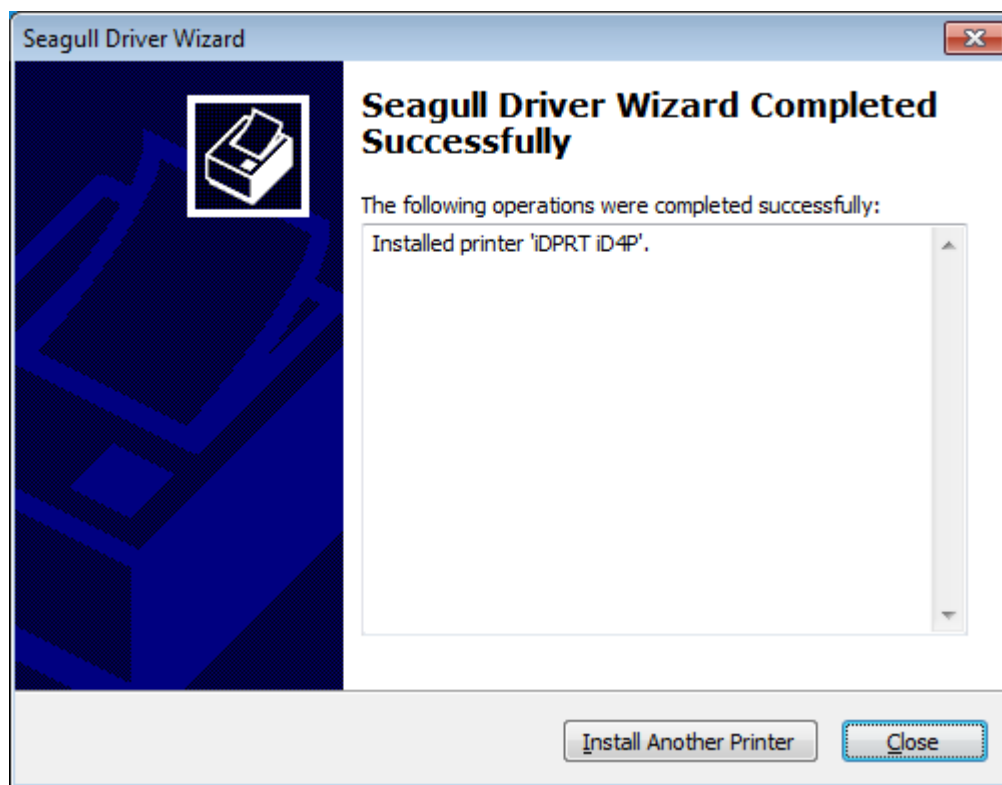 Seagull Driver Wizard
Seagull Driver Wizard Completed
Successfully
The following operations were completed successfully:
Installed printer 'iDPRT iD4P'.
Install Another Printer
Close